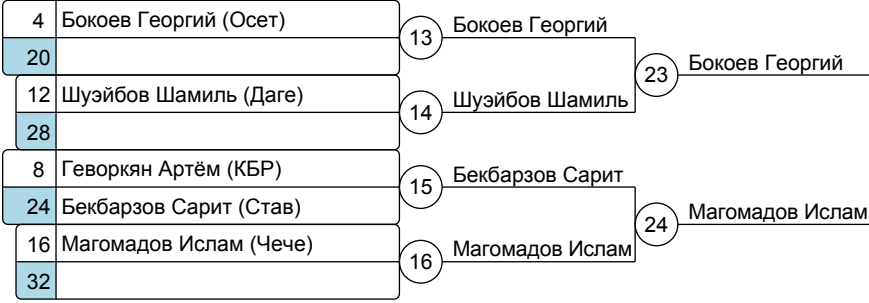 4 Бокоев Георгий (Осет)
20
13 Бокоев Георгий
12 Шуэйбов Шамиль (Даге)
28
14 Шуэйбов Шамиль
23 Бокоев Георгий
8 Геворкян Артём (КБР)
24 Бекбарзов Сарит (Став)
15 Бекбарзов Сарит
16 Магомадов Ислам (Чече)
32
16 Магомадов Ислам
24 Магомадов Ислам